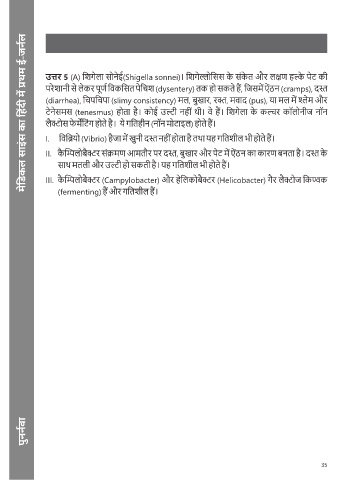 मेडिकल साइंस का हिंदी में प्रथम ई-जर्नल
उत्तर 5 (A) शिगेला सोनेई(Shigella sonnei)। शिगेल्लोसिस के संकेत और लक्षण हल्के पेट की
परेशानी से लेकर पूर्ण विकसित पेचिश (dysentery) तक हो सकते हैं, जिसमें ऐंठन (cramps), दस्त
(diarrhea), चिपचिपा (slimy consistency) मल, बुखार, रक्त, मवाद (pus), या मल में श्लेम और
टेनेसमस (tenesmus) होता है। कोई उल्टी नहीं थी। वे हैं। शिगेला के कल्चर कॉलोनीज नॉन
लैक्टोस फेर्मेंटिंग होते है। ये गतिहीन (नॉन मोटाइल) होते हैं।
I. विब्रियो (Vibrio) हैजा में खुनी दस्त नहीं होता है तथा यह गतिशील भी होते हैं।
II. कैम्पिलोबैक्टर संक्रमण आमतौर पर दस्त, बुखार और पेट में ऐंठन का कारण बनता है। दस्त के
साथ मतली और उल्टी हो सकती है। यह गतिशील भी होते हैं।
III. कैम्पिलोबैक्टर (Campylobacter) और हेलिकोबैक्टर (Helicobacter) गैर लैक्टोज किण्वक
(fermenting) हैं और गतिशील हैं।
पुनर्नवा
35